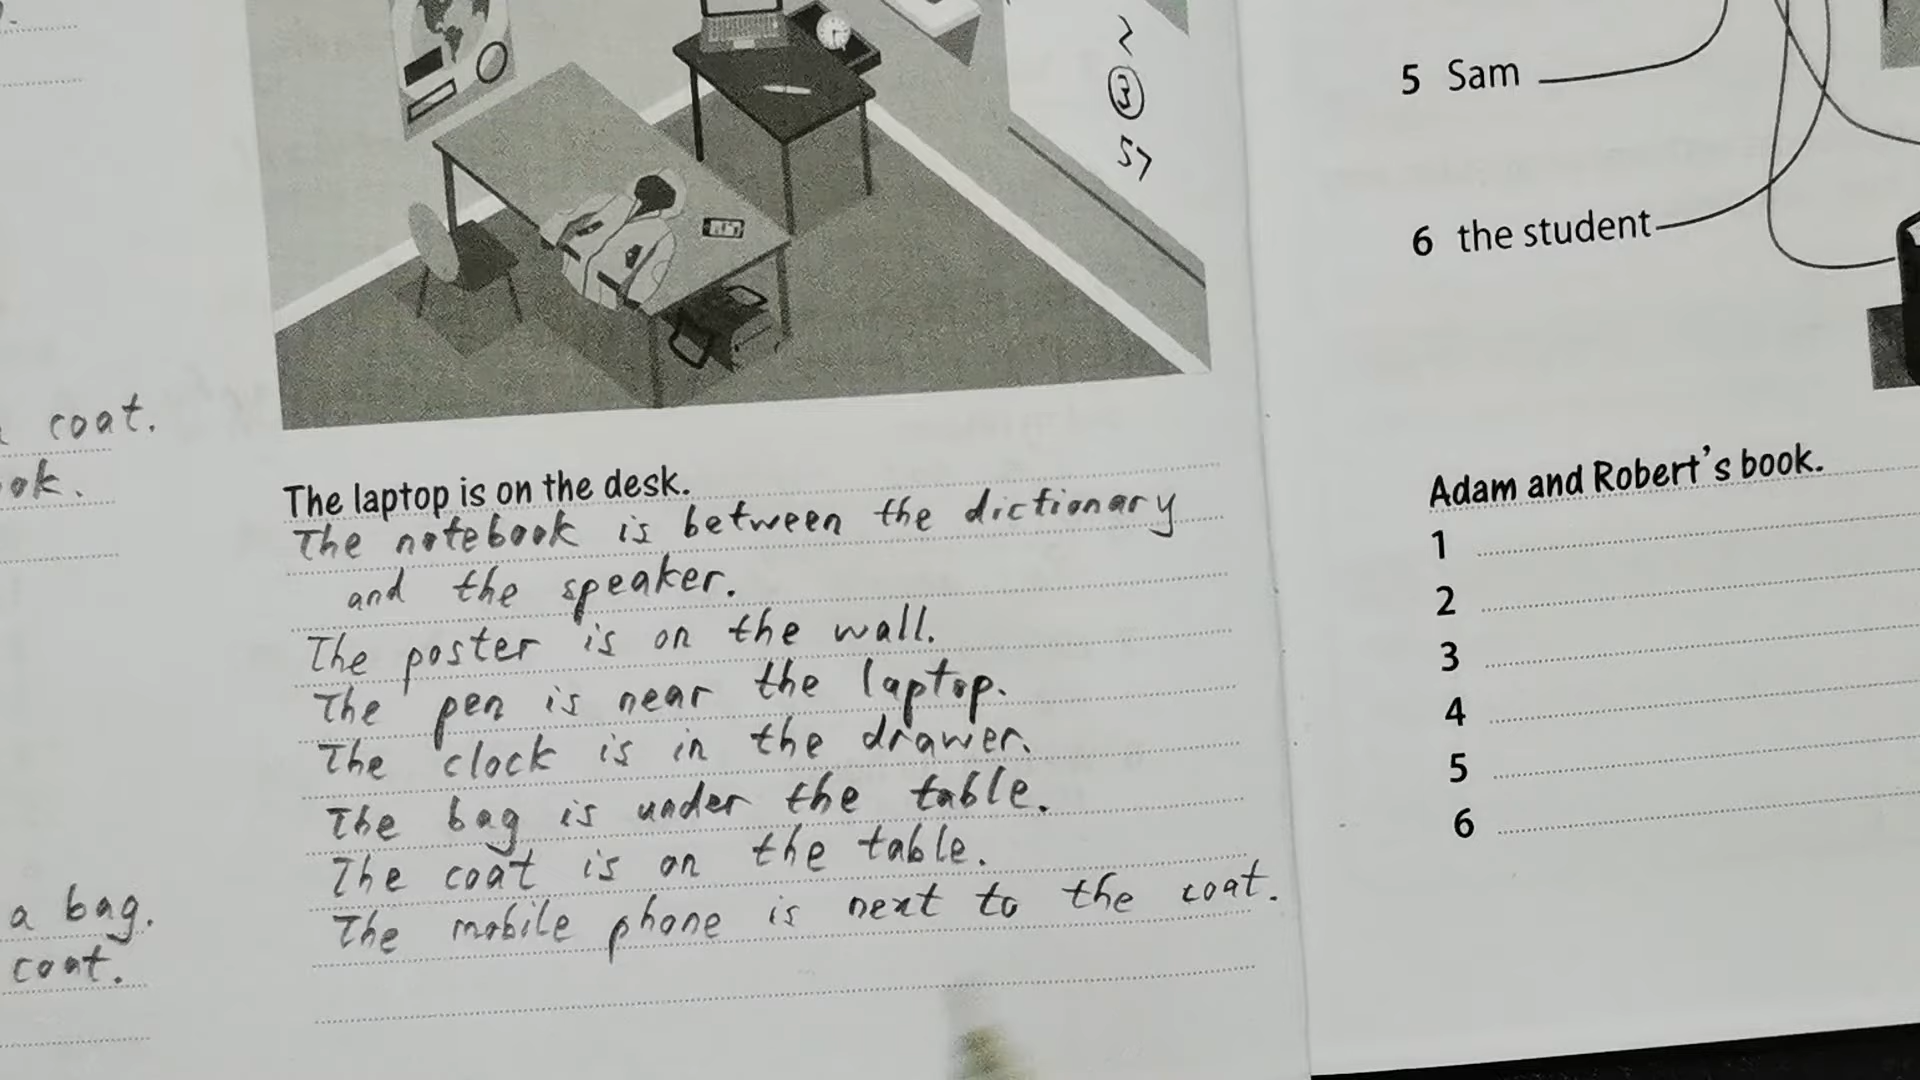 coat.
ok.
a bag.
coat.
2
3
57
The laptop is on the desk.
The notebook is between the dictionary
and the speaker.
The poster is on the wall.
The pen is near the laptop.
The clock is in the drawer.
The bag is under the table.
The coat is on the table.
The mobile phone is next to the coat.
5 Sam
6 the student
Adam and Robert's book.
1
2
3
4
5
6